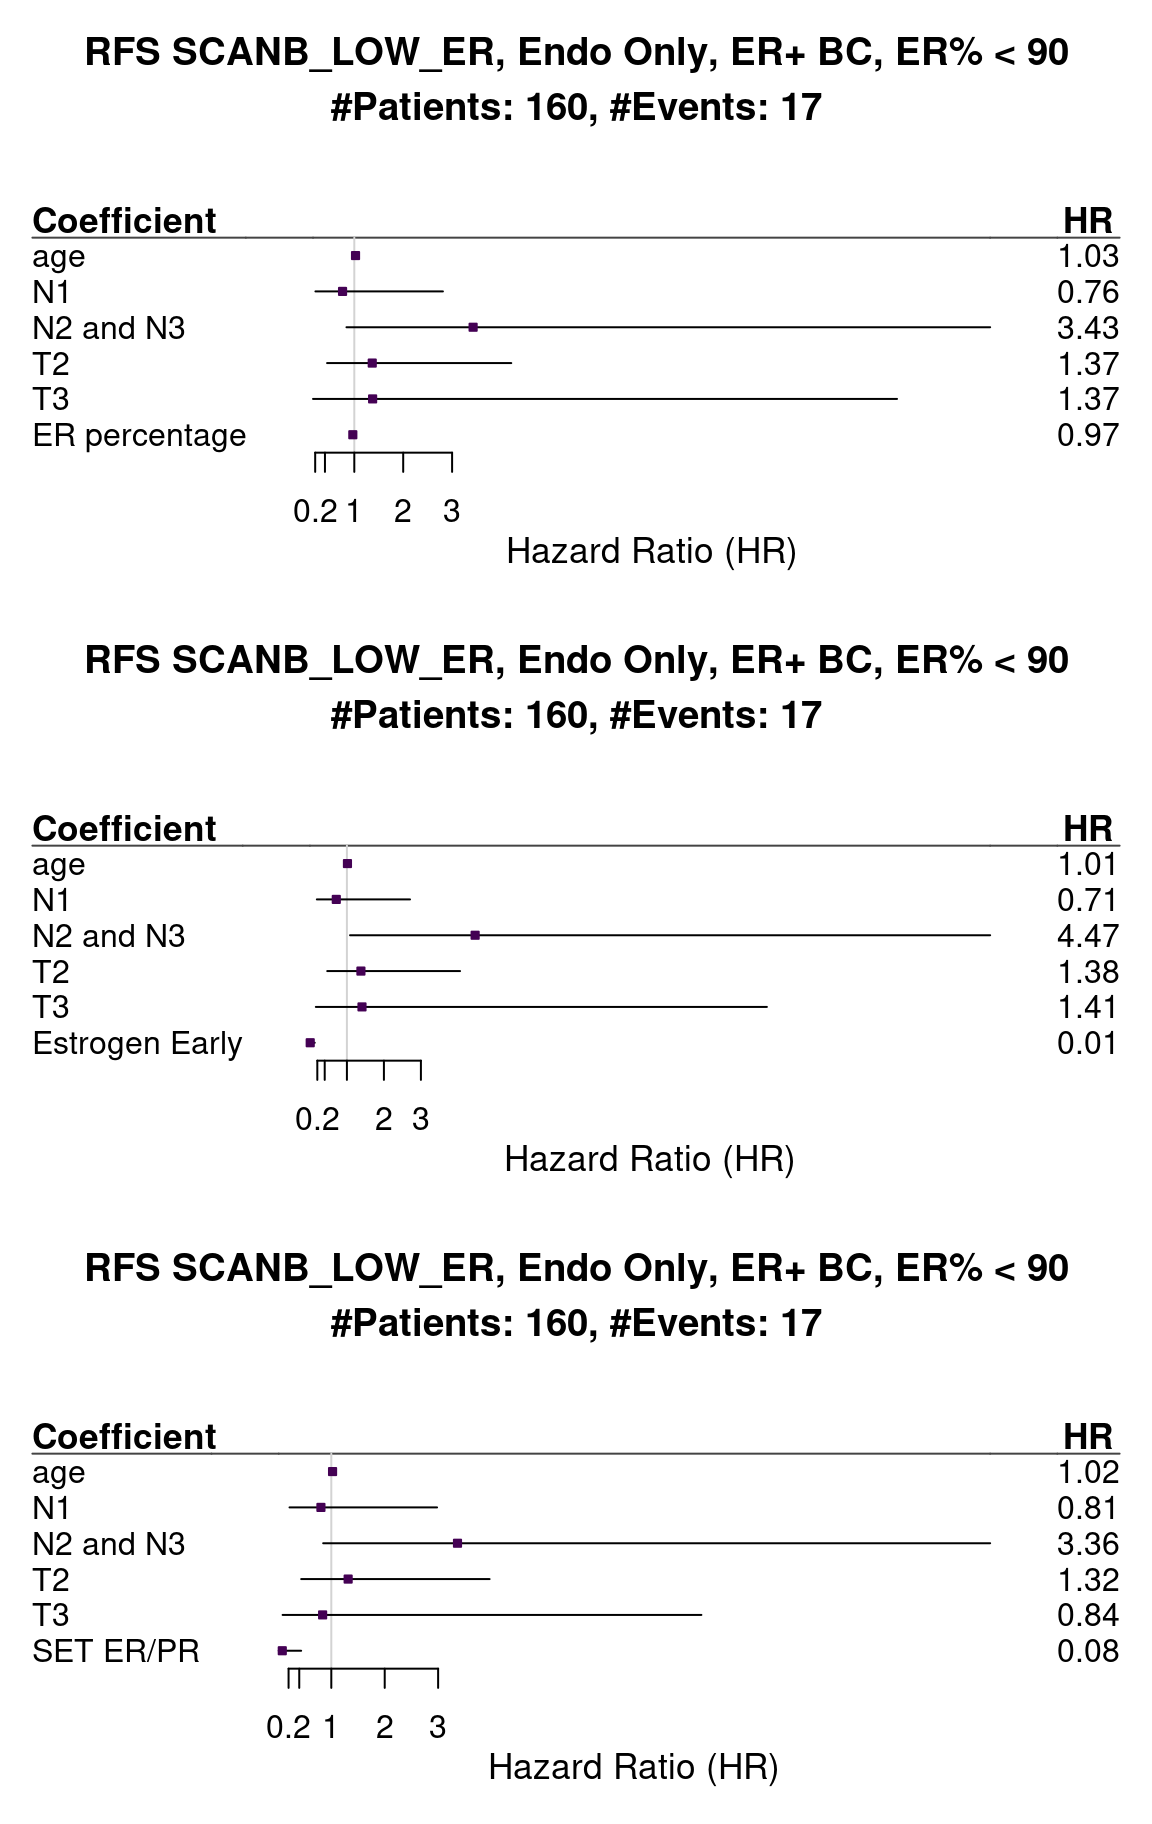 RFS SCANB_LOW_ER, Endo Only, ER+ BC, ER% < 90
#Patients: 160, #Events: 17
Coefficient HR
age 1.03
N1 0.76
N2 and N3 3.43
T2 1.37
T3 1.37
ER percentage 0.97
0.2 1 2 3
Hazard Ratio (HR)
RFS SCANB_LOW_ER, Endo Only, ER+ BC, ER% < 90
#Patients: 160, #Events: 17
Coefficient HR
age 1.01
N1 0.71
N2 and N3 4.47
T2 1.38
T3 1.41
Estrogen Early 0.01
0.2 2 3
Hazard Ratio (HR)
RFS SCANB_LOW_ER, Endo Only, ER+ BC, ER% < 90
#Patients: 160, #Events: 17
Coefficient HR
age 1.02
N1 0.81
N2 and N3 3.36
T2 1.32
T3 0.84
SET ER/PR 0.08
0.2 1 2 3
Hazard Ratio (HR)